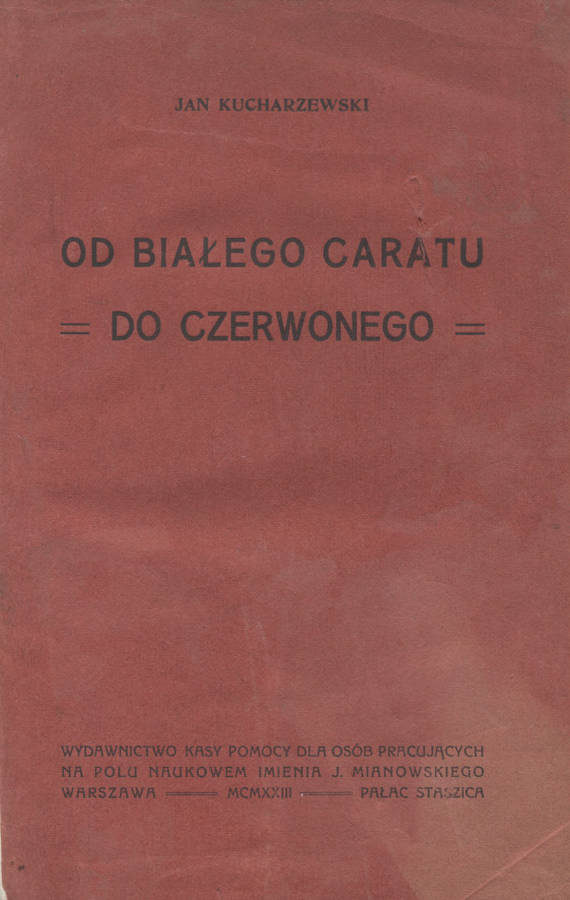 JAN KUCHARZEWSKI
OD BIAŁEGO CARATU
= DO CZERWONEGO =
WYDAWNICTWO KASY POMOCY DLA OSÓB PRACUJĄCYCH
NA POLU NAUKOWEM IMIENIA J. MIANOWSKIEGO
WARSZAWA ═══ MCMXXIII ═══ PAŁAC STASZICA